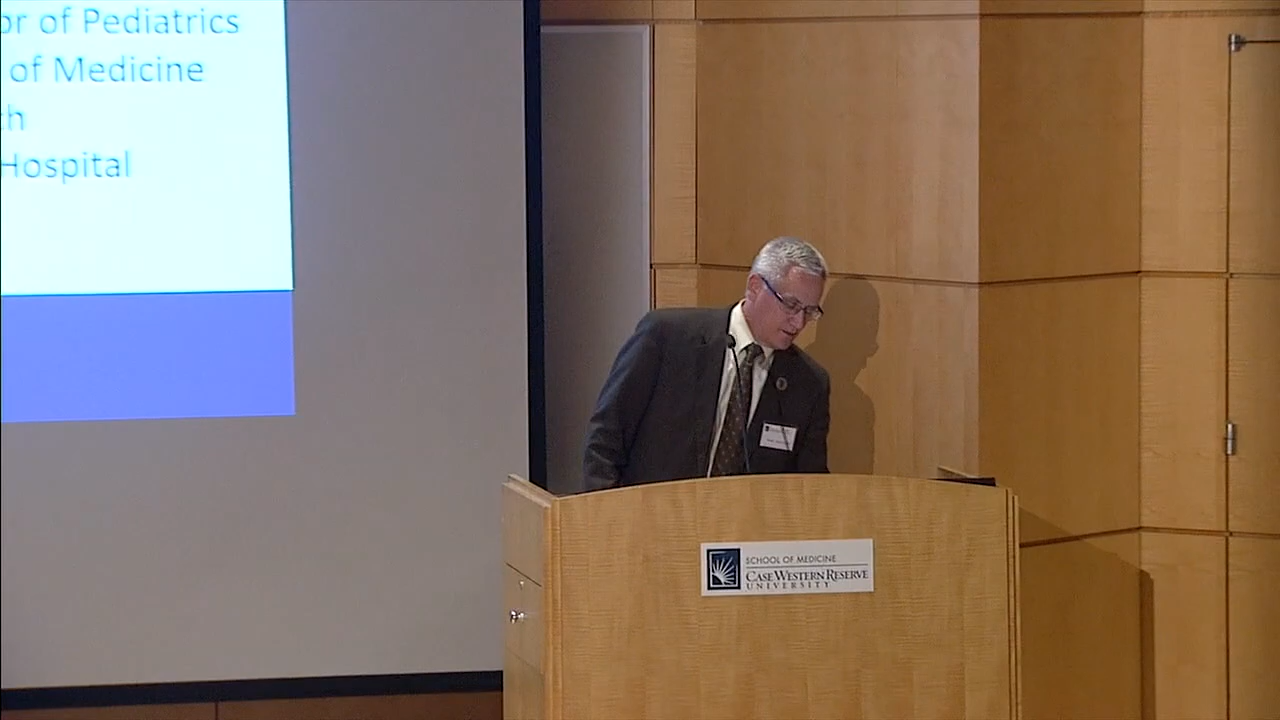 or of Pediatrics
of Medicine
th
Hospital
SCHOOL OF MEDICINE
CASE WESTERN RESERVE
UNIVERSITY